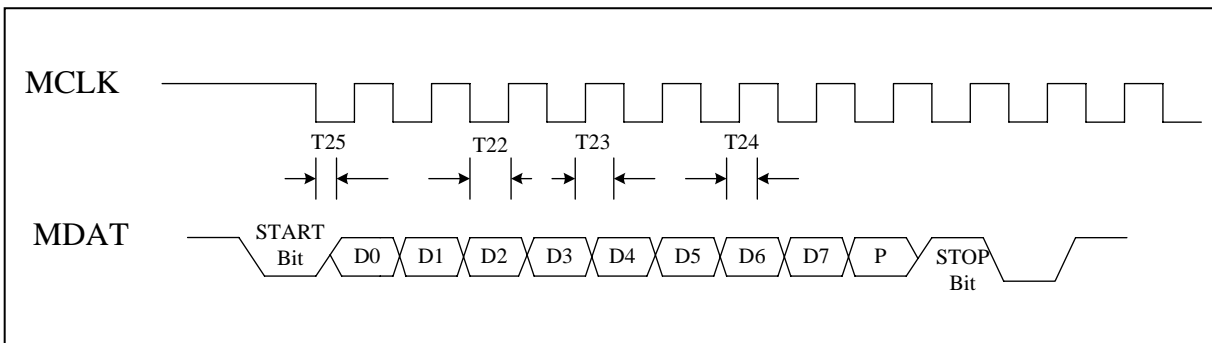 MCLK
T25 T22 T23 T24
MDAT
START
Bit
D0 D1 D2 D3 D4 D5 D6 D7 P
STOP
Bit